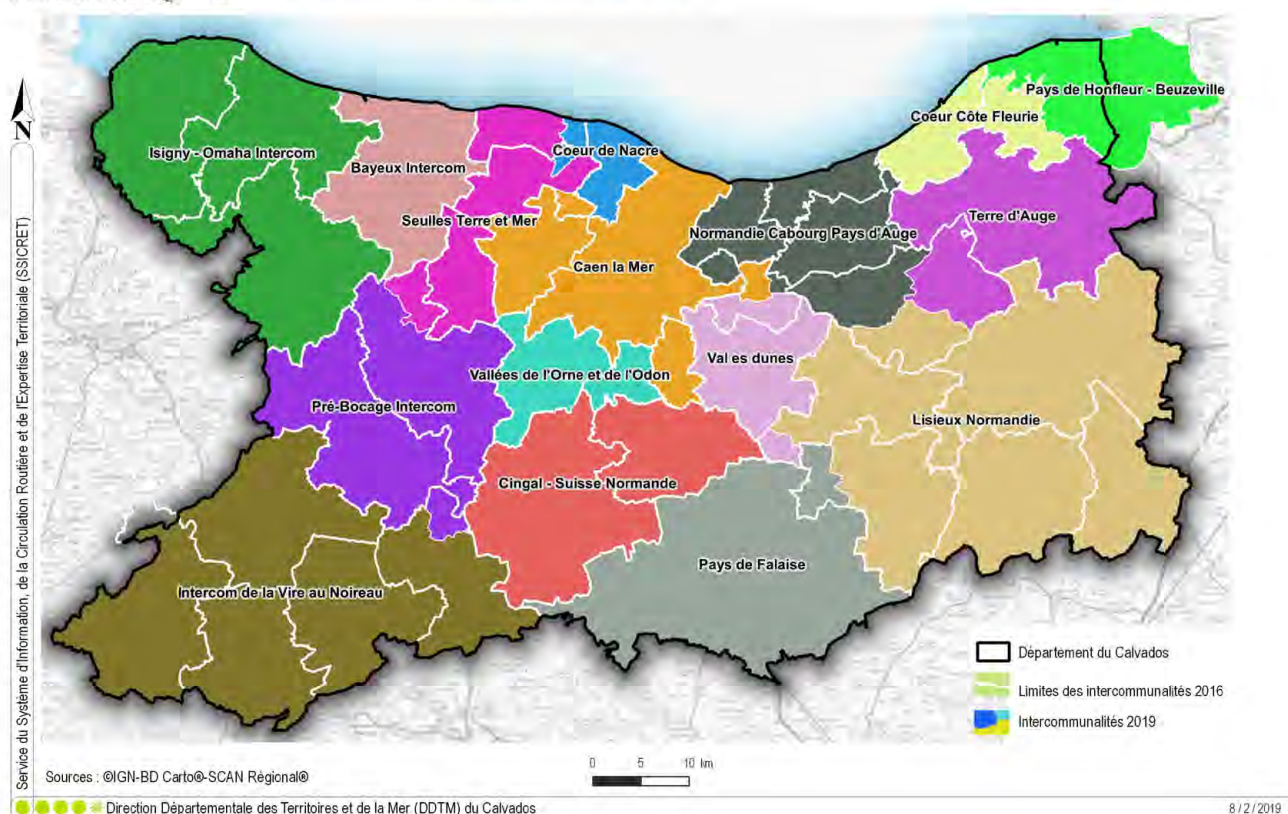 Pays de Honfleur - Beuzeville
Coeur Côte Fleurie
N
Isigny - Omaha Intercom
Bayeux Intercom
Coeur de Nacre
Seulles Terre et Mer
Terre d'Auge
Normandie Cabourg Pays d'Auge
Caen la Mer
Val es dunes
Vallées de l'Orne et de l'Odon
Pré-Bocage Intercom
Lisieux Normandie
Cingal - Suisse Normande
Pays de Falaise
Intercom de la Vire au Noireau
Département du Calvados
Limites des intercommunalités 2016
Intercommunalités 2019
0 5 10 km
Sources : ©IGN-BD Carto®-SCAN Régional®
Service du Système d'Information, de la Circulation Routière et de l'Expertise Territoriale (SSICRET)
Direction Départementale des Territoires et de la Mer (DDTM) du Calvados
8 / 2 / 2019